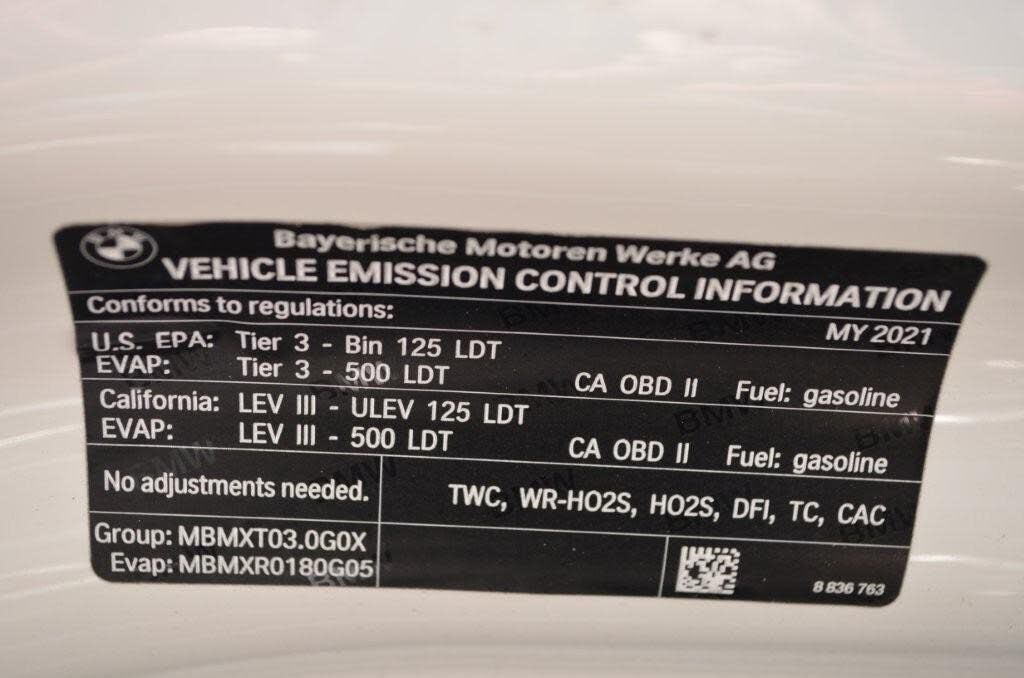 BMW
Bayerische Motoren Werke AG
VEHICLE EMISSION CONTROL INFORMATION
Conforms to regulations:
MY 2021
U.S. EPA: Tier 3 - Bin 125 LDT
EVAP: Tier 3 - 500 LDT
CA OBD II Fuel: gasoline
California: LEV III - ULEV 125 LDT
EVAP: LEV III - 500 LDT
CA OBD II Fuel: gasoline
No adjustments needed.
TWC, WR-HO2S, HO2S, DFI, TC, CAC
Group: MBMXT03.0G0X
Evap: MBMXR0180G05
8 836 763